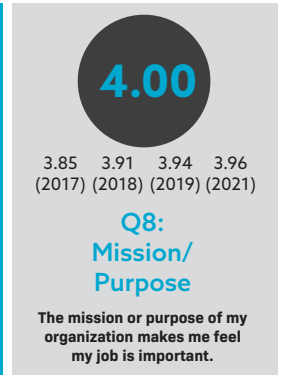 4.00
3.85 3.91 3.94 3.96
(2017) (2018) (2019) (2021)
Q8:
Mission/
Purpose
The mission or purpose of my
organization makes me feel
my job is important.